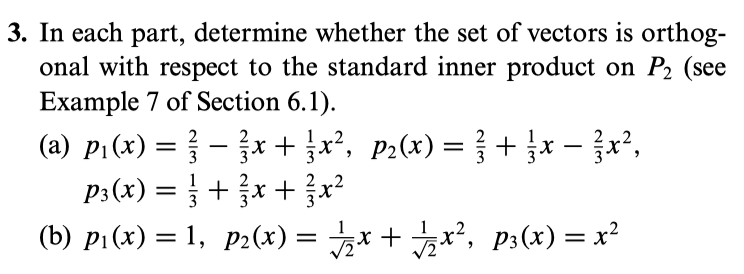 3. In each part, determine whether the set of vectors is orthog-
onal with respect to the standard inner product on P₂ (see
Example 7 of Section 6.1).
(a) p₁(x) = 2/3 − 2/3x + 1/3x², p₂(x) = 2/3 + 1/3x − 2/3x²,
p₃(x) = 1/3 + 2/3x + 2/3x²
(b) p₁(x) = 1, p₂(x) = 1/√2x + 1/√2x², p₃(x) = x²